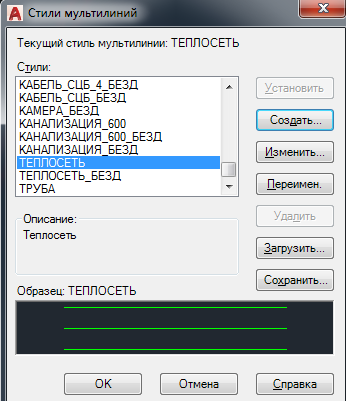 Стили мультилиний
Текущий стиль мультилинии: ТЕПЛОСЕТЬ
Стили:
КАБЕЛЬ_СЦБ_4_БЕЗД
КАБЕЛЬ_СЦБ_БЕЗД
КАМЕРА_БЕЗД
КАНАЛИЗАЦИЯ_600
КАНАЛИЗАЦИЯ_600_БЕЗД
КАНАЛИЗАЦИЯ_БЕЗД
ТЕПЛОСЕТЬ
ТЕПЛОСЕТЬ_БЕЗД
ТРУБА
Установить
Создать...
Изменить...
Переимен.
Удалить
Загрузить...
Сохранить...
Описание:
Теплосеть
Образец: ТЕПЛОСЕТЬ
OK
Отмена
Справка